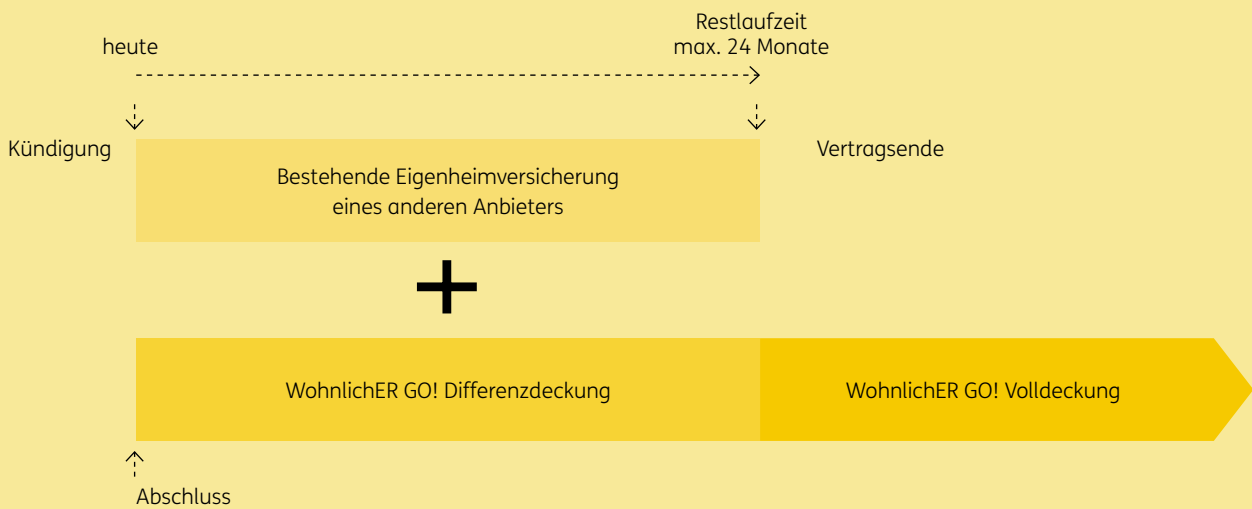 heute
Restlaufzeit
max. 24 Monate
Kündigung
Vertragsende
Bestehende Eigenheimversicherung
eines anderen Anbieters
WohnlichER GO! Differenzdeckung
WohnlichER GO! Volldeckung
Abschluss